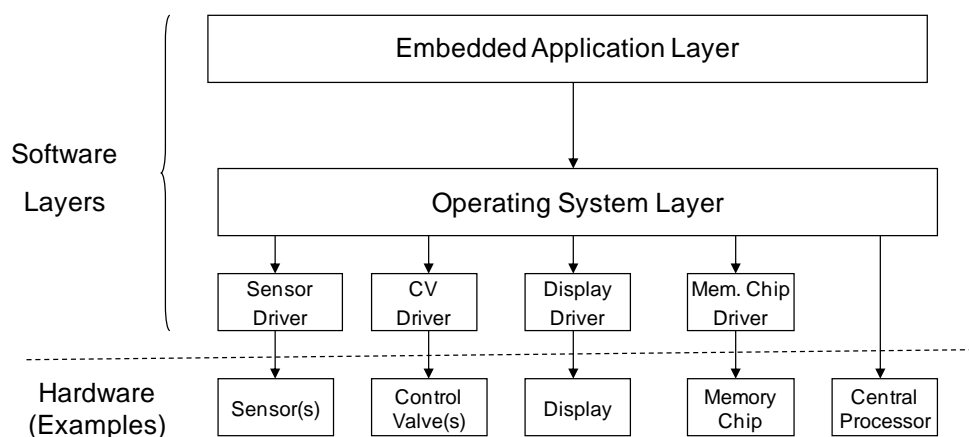 Embedded Application Layer
Software
Layers
Operating System Layer
Sensor
Driver
CV
Driver
Display
Driver
Mem. Chip
Driver
Hardware
(Examples)
Sensor(s)
Control
Valve(s)
Display
Memory
Chip
Central
Processor